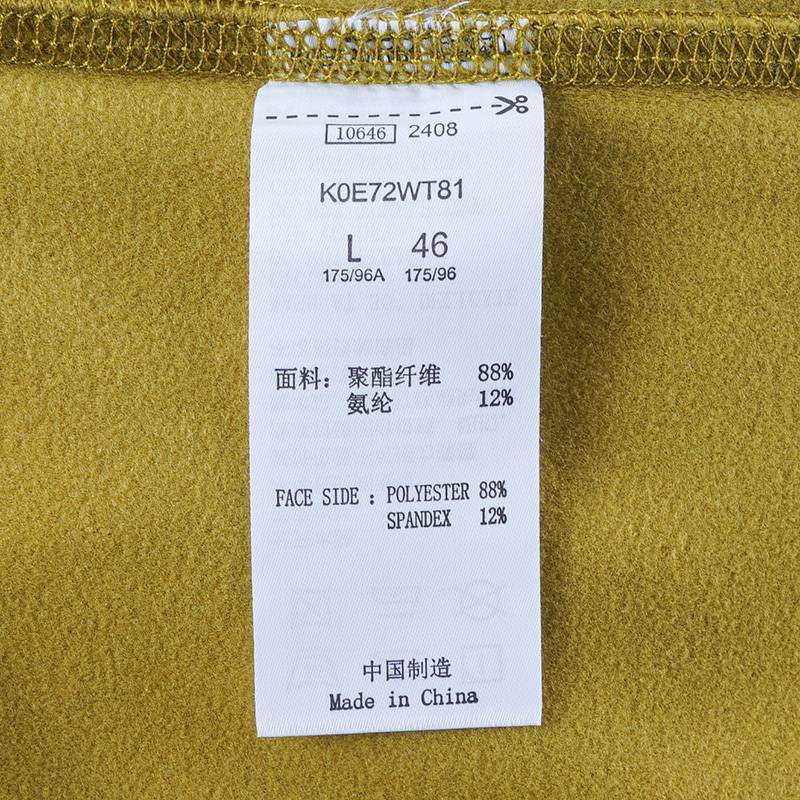 10646 2408
K0E72WT81
L 46
175/96A 175/96
面料：聚酯纤维 88%
氨纶 12%
FACE SIDE : POLYESTER 88%
SPANDEX 12%
中国制造
Made in China